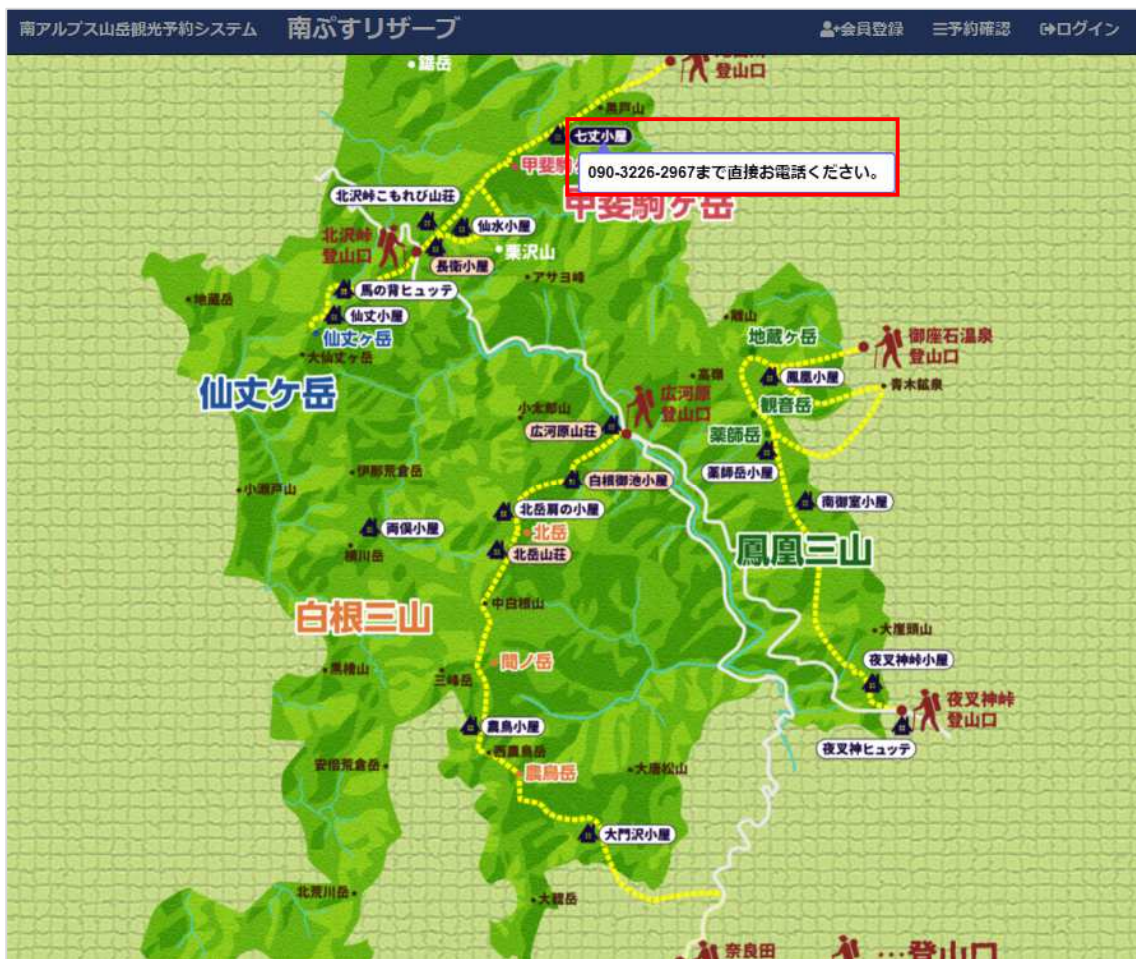 南アルプス山岳観光予約システム 南ぷすリザーブ 会員登録 予約確認 ログイン
鋸岳
登山口
黒戸山
七丈小屋
090-3226-2967まで直接お電話ください。
甲斐駒ヶ岳
北沢峠こもれび山荘
仙水小屋
北沢峠
登山口
栗沢山
長衛小屋
アサヨ峰
馬の背ヒュッテ
地蔵岳
仙丈小屋
仙丈ヶ岳
大仙丈ヶ岳
仙丈ケ岳
離山
地蔵ヶ岳
御座石温泉
登山口
鳳凰小屋
青木鉱泉
高嶺
観音岳
薬師岳
薬師岳小屋
南御室小屋
鳳凰三山
広河原
登山口
小太郎山
広河原山荘
伊那荒倉岳
小瀬戸山
白根御池小屋
北岳肩の小屋
両俣小屋
北岳
北岳山荘
横川岳
中白根山
白根三山
大崖頭山
間ノ岳
黒檜山
三峰岳
夜叉神峠小屋
夜叉神峠
登山口
夜叉神ヒュッテ
農鳥小屋
西農鳥岳
安倍荒倉岳
農鳥岳
大唐松山
大門沢小屋
北荒川岳
大籠岳
奈良田
…登山口